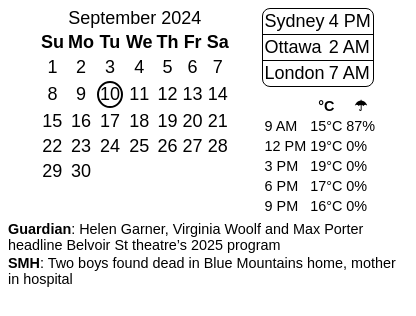 September 2024
Su Mo Tu We Th Fr Sa
1 2 3 4 5 6 7
8 9 10 11 12 13 14
15 16 17 18 19 20 21
22 23 24 25 26 27 28
29 30
Sydney 4 PM
Ottawa 2 AM
London 7 AM
°C ☂
9 AM 15°C 87%
12 PM 19°C 0%
3 PM 19°C 0%
6 PM 17°C 0%
9 PM 16°C 0%
Guardian: Helen Garner, Virginia Woolf and Max Porter
headline Belvoir St theatre’s 2025 program
SMH: Two boys found dead in Blue Mountains home, mother
in hospital